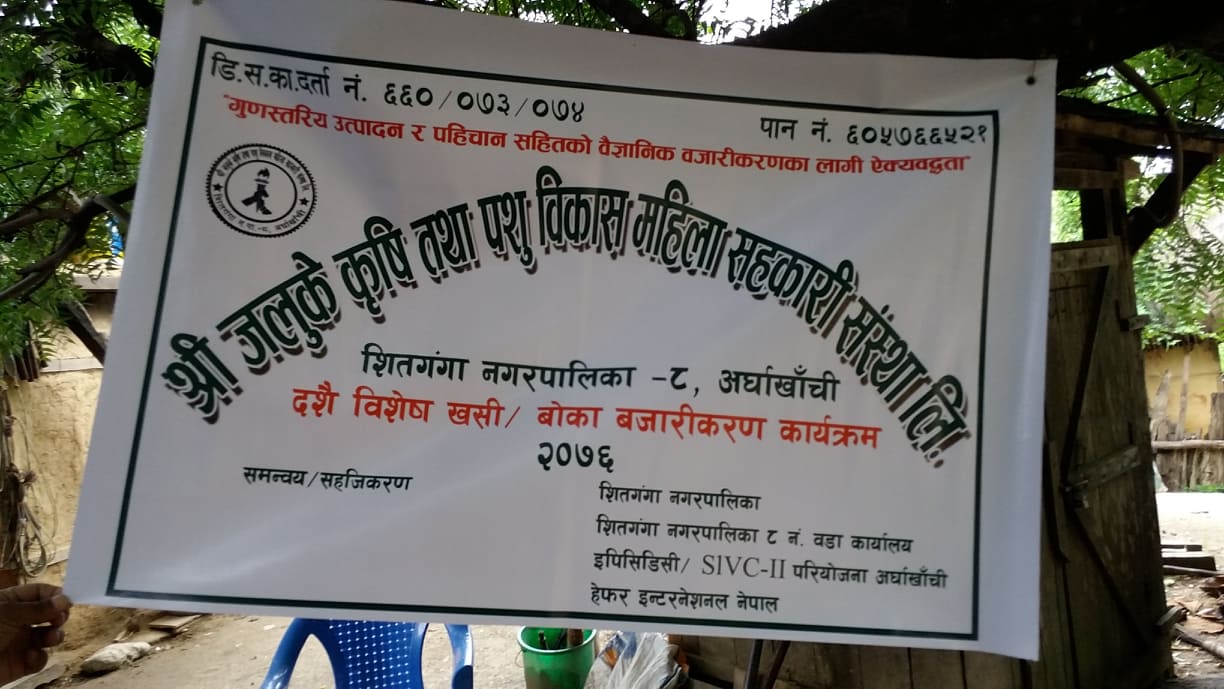 डि.स.का.दर्ता नं. ६६०/०७३/०७४
पान नं. ६०५७६६५२१
"गुणस्तरिय उत्पादन र पहिचान सहितको वैज्ञानिक वजारीकरणका लागी ऐक्यवद्धता"
श्री जलुके कृषि तथा पशु विकास महिला सहकारी संस्था लि.
शितगंगा नगरपालिका -८, अर्घाखाँची
दशै विशेष खसी/ बोका बजारीकरण कार्यक्रम
२०७६
समन्वय/सहजिकरण
शितगंगा नगरपालिका
शितगंगा नगरपालिका ८ नं. वडा कार्यालय
इपिसिडिसी/ SlVC-II परियोजना अर्घाखाँची
हेफर इन्टरनेशनल नेपाल